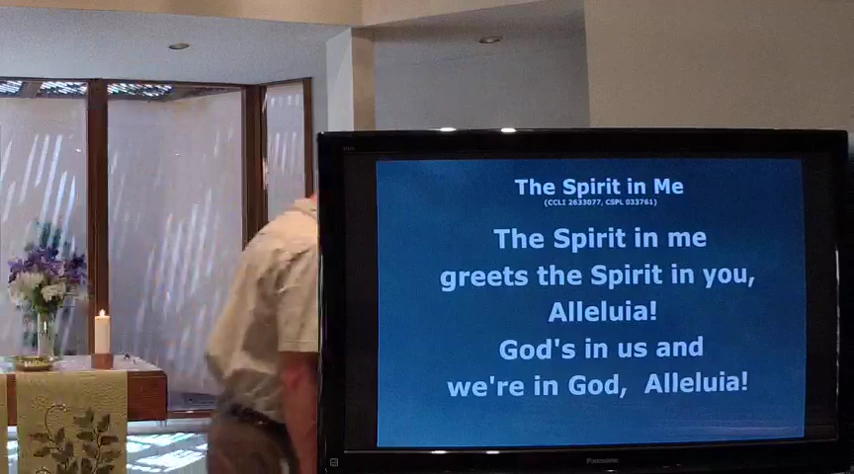 The Spirit in Me
(CCLI 2633077, CSPL 033761)
The Spirit in me
greets the Spirit in you,
Alleluia!
God's in us and
we're in God, Alleluia!
Panasonic